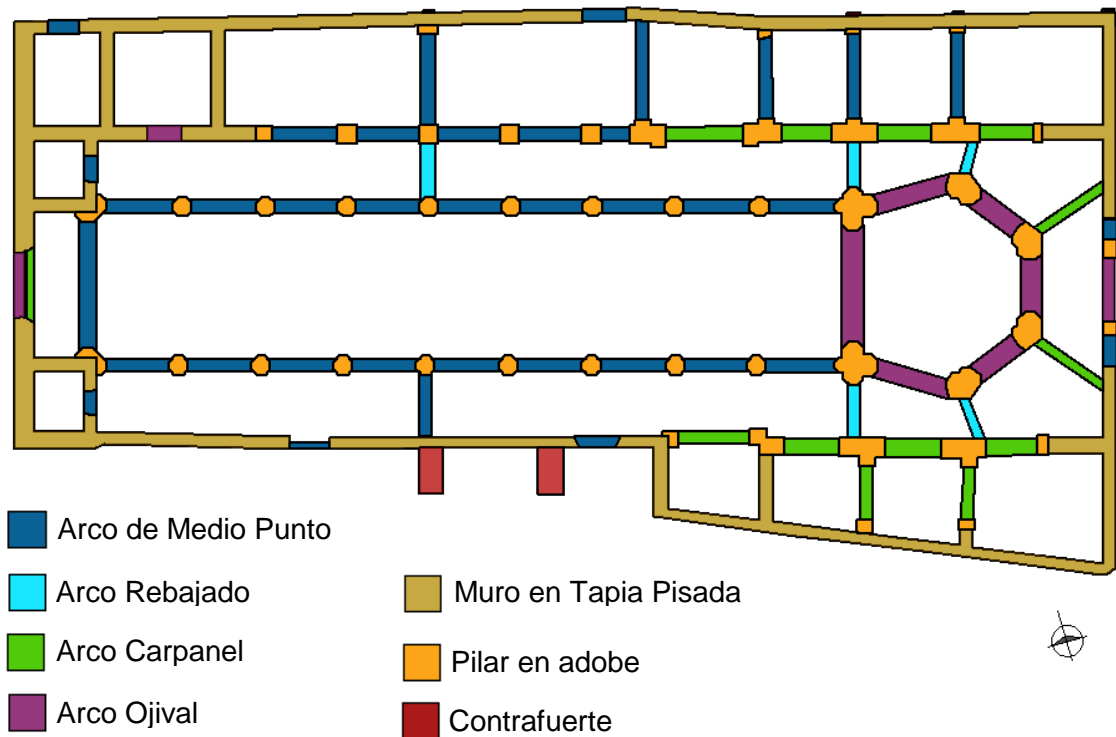 Arco de Medio Punto
Arco Rebajado
Arco Carpanel
Arco Ojival
Muro en Tapia Pisada
Pilar en adobe
Contrafuerte